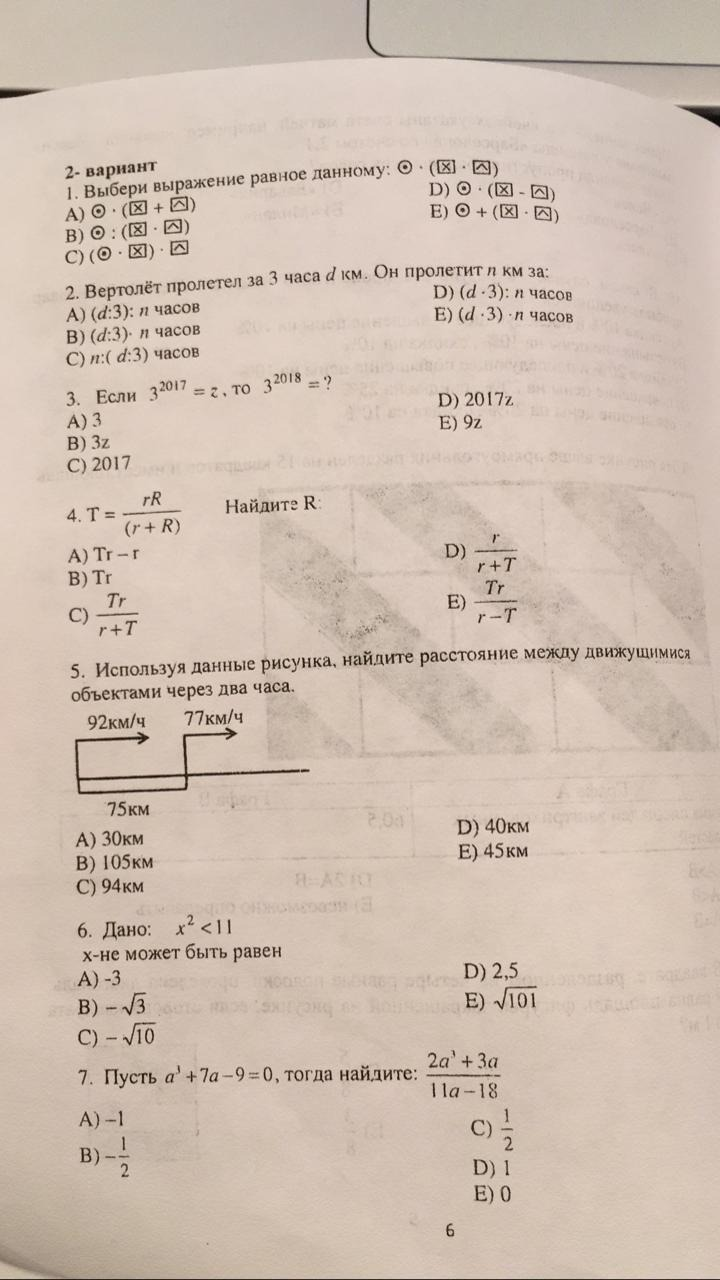 2- вариант
1. Выбери выражение равное данному: ⊙ · (⊠ · ⌃)
A) ⊙ · (⊠ + ⌃)
B) ⊙ : (⊠ · ⌃)
C) (⊙ · ⊠) · ⌃
D) ⊙ · (⊠ - ⌃)
E) ⊙ + (⊠ · ⌃)
2. Вертолёт пролетел за 3 часа d км. Он пролетит n км за:
A) (d:3): n часов
B) (d:3)· n часов
C) n:( d:3) часов
D) (d ·3): n часов
E) (d ·3) ·n часов
3. Если 3^2017 = z, то 3^2018 = ?
A) 3
B) 3z
C) 2017
D) 2017z
E) 9z
4. T = rR/(r + R) Найдите R:
A) Tr – r
B) Tr
C) Tr/(r+T)
D) r/(r+T)
E) Tr/(r−T)
5. Используя данные рисунка, найдите расстояние между движущимися
объектами через два часа.
92км/ч 77км/ч
75км
A) 30км
B) 105км
C) 94км
D) 40км
E) 45км
6. Дано: x² < 11
х-не может быть равен
A) -3
B) – √3
C) – √10
D) 2,5
E) √101
7. Пусть a³ + 7a – 9 = 0, тогда найдите: (2a³ + 3a)/(11a – 18)
A) –1
B) –1/2
C) 1/2
D) 1
E) 0
6